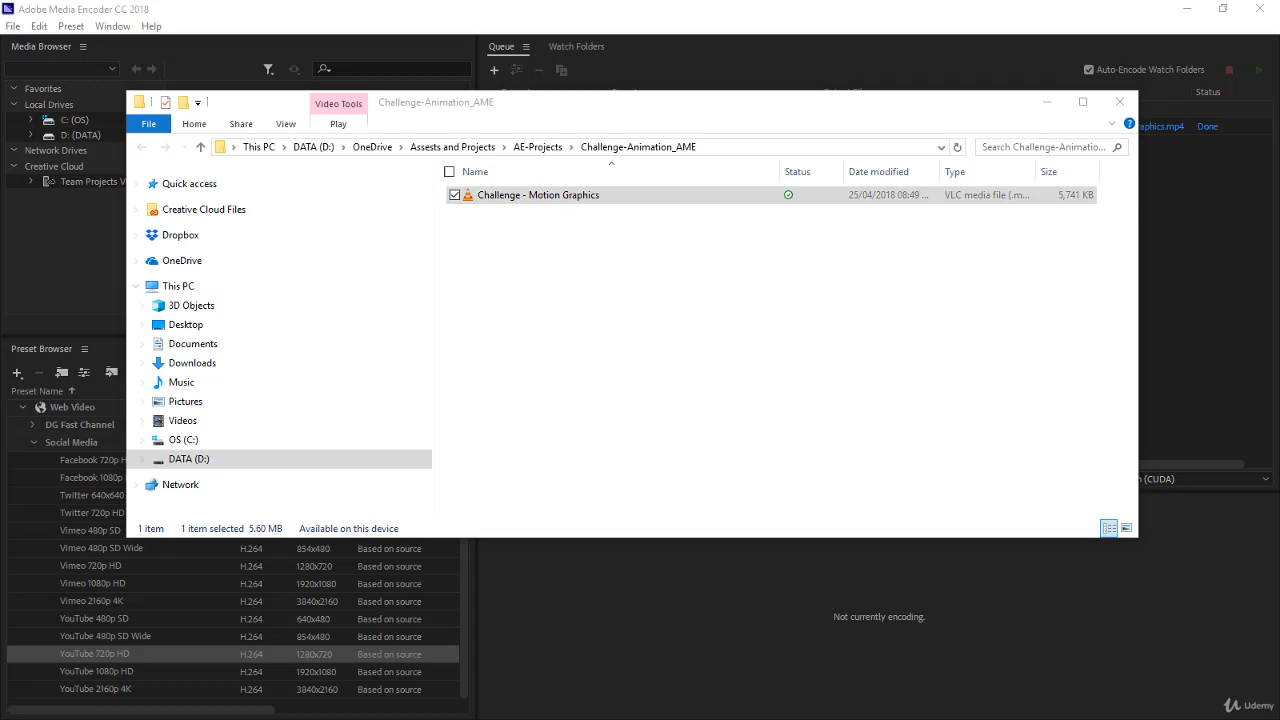 Adobe Media Encoder CC 2018
File Edit Preset Window Help
Media Browser
Queue
Watch Folders
Auto-Encode Watch Folders
Status
Favorites
Local Drives
C: (OS)
D: (DATA)
Network Drives
Creative Cloud
Team Projects V
aphics.mp4 Done
Video Tools
Challenge-Animation_AME
File Home Share View Play
This PC DATA (D:) OneDrive Assests and Projects AE-Projects Challenge-Animation_AME
Search Challenge-Animatio...
Name Status Date modified Type Size
Challenge - Motion Graphics 25/04/2018 08:49 ... VLC media file (.m... 5,741 KB
Quick access
Creative Cloud Files
Dropbox
OneDrive
This PC
3D Objects
Desktop
Documents
Downloads
Music
Pictures
Videos
OS (C:)
DATA (D:)
Network
1 item 1 item selected 5.60 MB Available on this device
Preset Browser
Preset Name
Web Video
DG Fast Channel
Social Media
Facebook 720p H
Facebook 1080p
Twitter 640x640
Twitter 720p HD
Vimeo 480p SD
Vimeo 480p SD Wide H.264 854x480 Based on source
Vimeo 720p HD H.264 1280x720 Based on source
Vimeo 1080p HD H.264 1920x1080 Based on source
Vimeo 2160p 4K H.264 3840x2160 Based on source
YouTube 480p SD H.264 640x480 Based on source
YouTube 480p SD Wide H.264 854x480 Based on source
YouTube 720p HD H.264 1280x720 Based on source
YouTube 1080p HD H.264 1920x1080 Based on source
YouTube 2160p 4K H.264 3840x2160 Based on source
(CUDA)
Not currently encoding.
Udemy